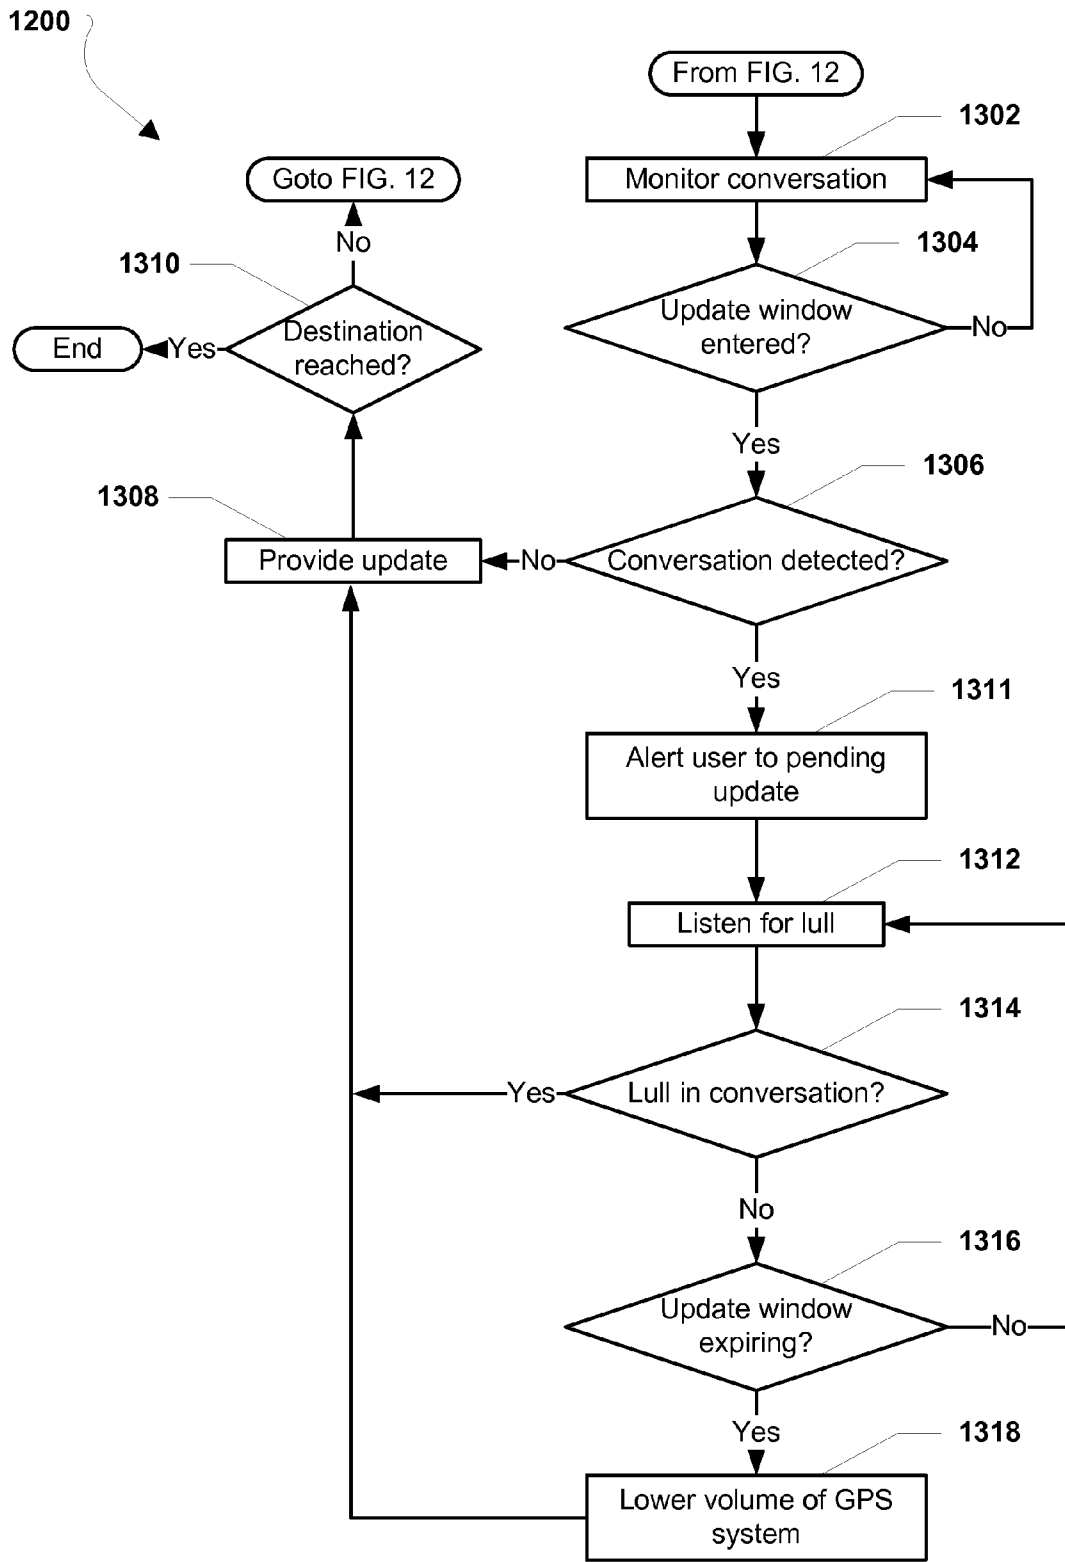 1200
From FIG. 12
1302
Monitor conversation
Goto FIG. 12
No
1304
1310
Update window
entered?
No
Destination
reached?
Yes
End
Yes
1306
1308
Conversation detected?
No
Provide update
Yes
1311
Alert user to pending
update
1312
Listen for lull
1314
Lull in conversation?
Yes
No
1316
Update window
expiring?
No
Yes
1318
Lower volume of GPS
system